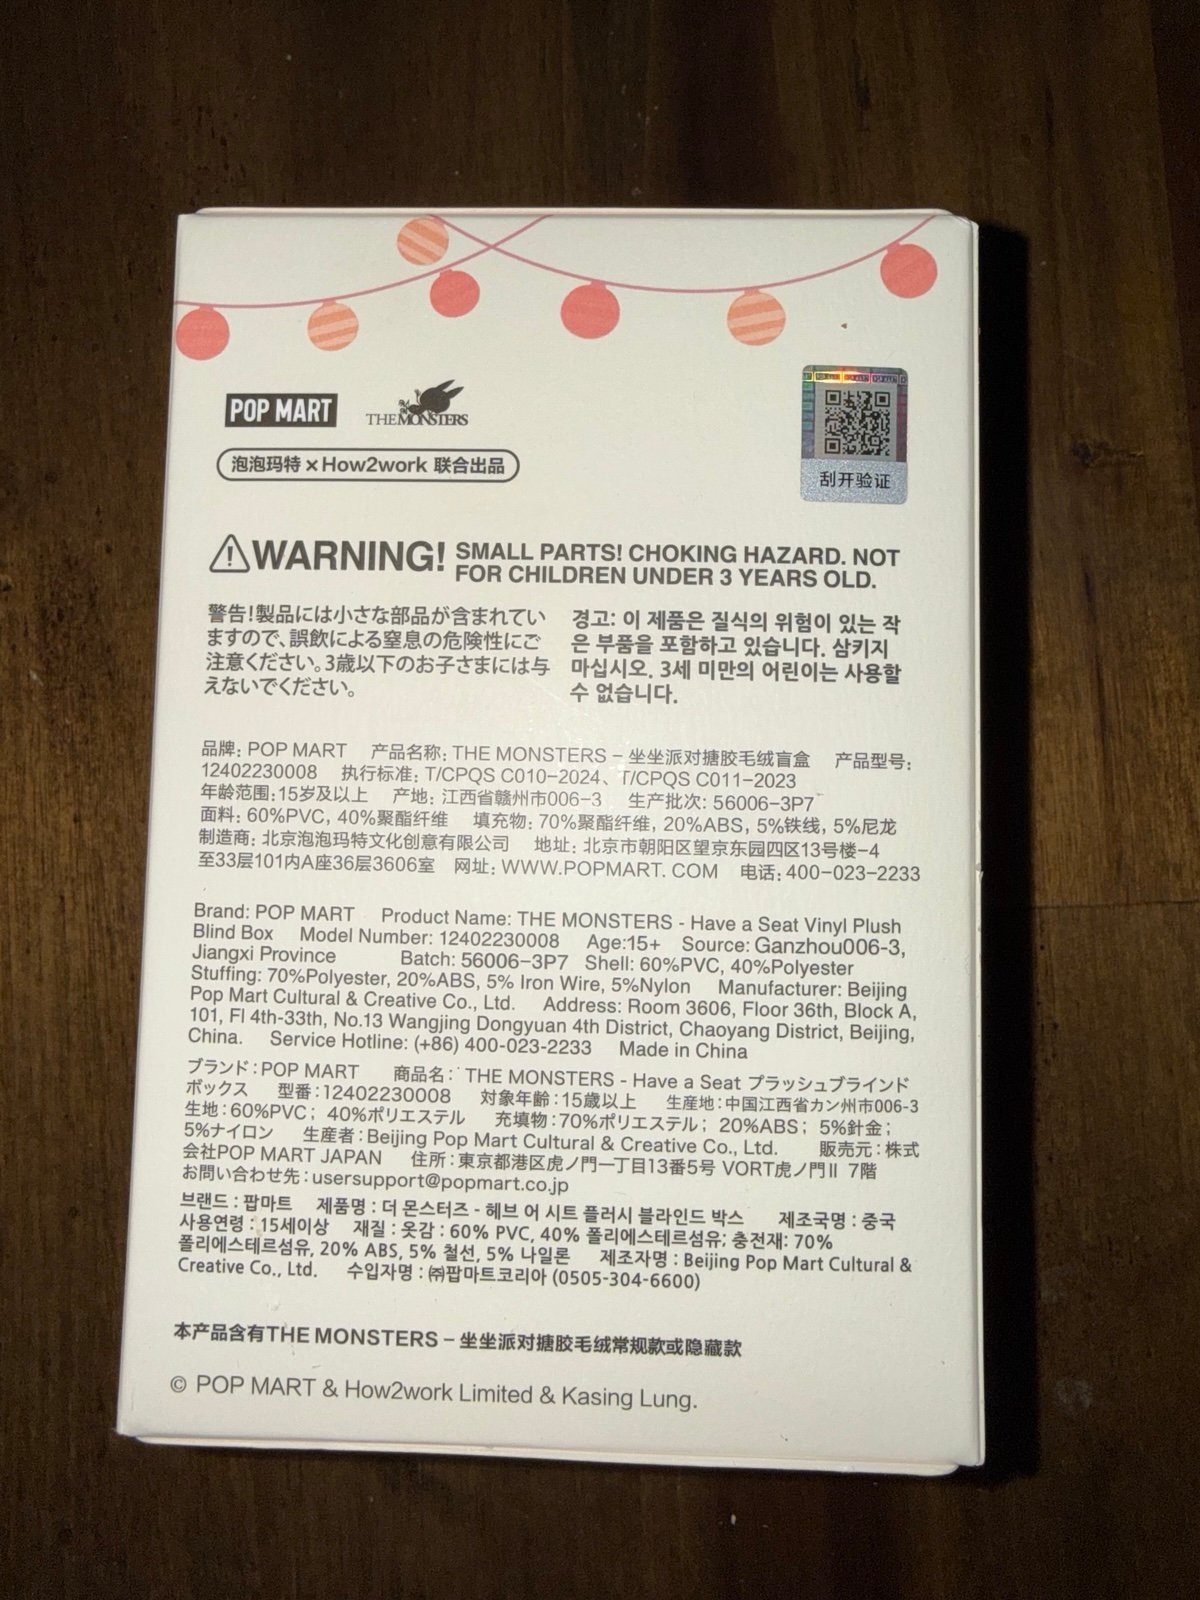 POP MART
THE MONSTERS
泡泡玛特×How2work 联合出品
刮开验证
WARNING! SMALL PARTS! CHOKING HAZARD. NOT
FOR CHILDREN UNDER 3 YEARS OLD.
警告!製品には小さな部品が含まれてい
ますので、誤飲による窒息の危険性にご
注意ください。3歳以下のお子さまには与
えないでください。
경고: 이 제품은 질식의 위험이 있는 작
은 부품을 포함하고 있습니다. 삼키지
마십시오. 3세 미만의 어린이는 사용할
수 없습니다.
品牌: POP MART 产品名称: THE MONSTERS – 坐坐派对搪胶毛绒盲盒 产品型号:
12402230008 执行标准: T/CPQS C010-2024、T/CPQS C011-2023
年龄范围:15岁及以上 产地: 江西省赣州市006-3 生产批次: 56006-3P7
面料: 60%PVC, 40%聚酯纤维 填充物: 70%聚酯纤维, 20%ABS, 5%铁线, 5%尼龙
制造商: 北京泡泡玛特文化创意有限公司 地址: 北京市朝阳区望京东园四区13号楼-4
至33层101内A座36层3606室 网址: WWW.POPMART. COM 电话: 400-023-2233
Brand: POP MART Product Name: THE MONSTERS - Have a Seat Vinyl Plush
Blind Box Model Number: 12402230008 Age:15+ Source: Ganzhou006-3,
Jiangxi Province Batch: 56006-3P7 Shell: 60%PVC, 40%Polyester
Stuffing: 70%Polyester, 20%ABS, 5% Iron Wire, 5%Nylon Manufacturer: Beijing
Pop Mart Cultural & Creative Co., Ltd. Address: Room 3606, Floor 36th, Block A,
101, Fl 4th-33th, No.13 Wangjing Dongyuan 4th District, Chaoyang District, Beijing,
China. Service Hotline: (+86) 400-023-2233 Made in China
ブランド:POP MART 商品名: THE MONSTERS - Have a Seat プラッシュブラインド
ボックス 型番:12402230008 対象年齢:15歳以上 生産地:中国江西省カン州市006-3
生地:60%PVC; 40%ポリエステル 充填物:70%ポリエステル; 20%ABS; 5%針金;
5%ナイロン 生産者:Beijing Pop Mart Cultural & Creative Co., Ltd. 販売元:株式
会社POP MART JAPAN 住所:東京都港区虎ノ門一丁目13番5号 VORT虎ノ門II 7階
お問い合わせ先:usersupport@popmart.co.jp
브랜드 : 팝마트 제품명 : 더 몬스터즈 - 헤브 어 시트 플러시 블라인드 박스 제조국명 : 중국
사용연령 : 15세이상 재질 : 옷감 : 60% PVC, 40% 폴리에스테르섬유; 충전재: 70%
폴리에스테르섬유, 20% ABS, 5% 철선, 5% 나일론 제조자명 : Beijing Pop Mart Cultural &
Creative Co., Ltd. 수입자명 : ㈜팝마트코리아 (0505-304-6600)
本产品含有THE MONSTERS – 坐坐派对搪胶毛绒常规款或隐藏款
© POP MART & How2work Limited & Kasing Lung.